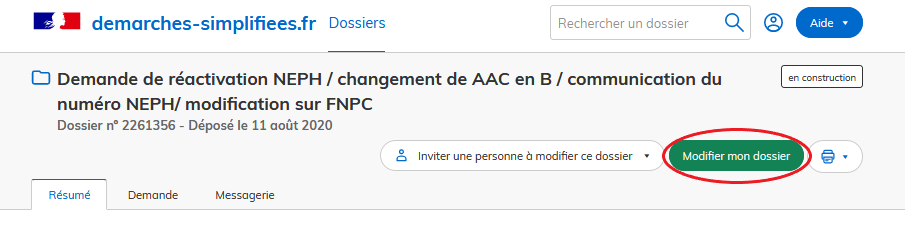 demarches-simplifiees.fr
Dossiers
Rechercher un dossier
Aide
Demande de réactivation NEPH / changement de AAC en B / communication du
numéro NEPH/ modification sur FNPC
en construction
Dossier n° 2261356 - Déposé le 11 août 2020
Inviter une personne à modifier ce dossier
Modifier mon dossier
Résumé
Demande
Messagerie